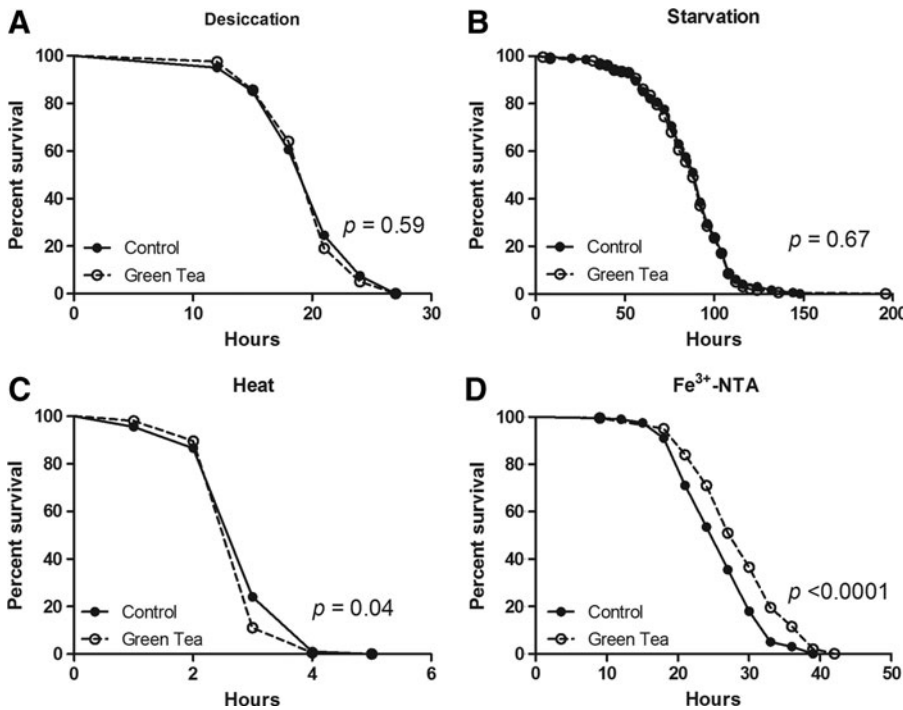 A
Desiccation
Percent survival
100
80
60
40
20
0
Control
Green Tea
p = 0.59
0 10 20 30
Hours
B
Starvation
Percent survival
100
80
60
40
20
0
Control
Green Tea
p = 0.67
50 100 150 200
Hours
C
Heat
Percent survival
100
80
60
40
20
0
Control
Green Tea
p = 0.04
0 2 4 6
Hours
D
Fe³⁺-NTA
Percent survival
100
80
60
40
20
0
Control
Green Tea
p <0.0001
0 10 20 30 40 50
Hours